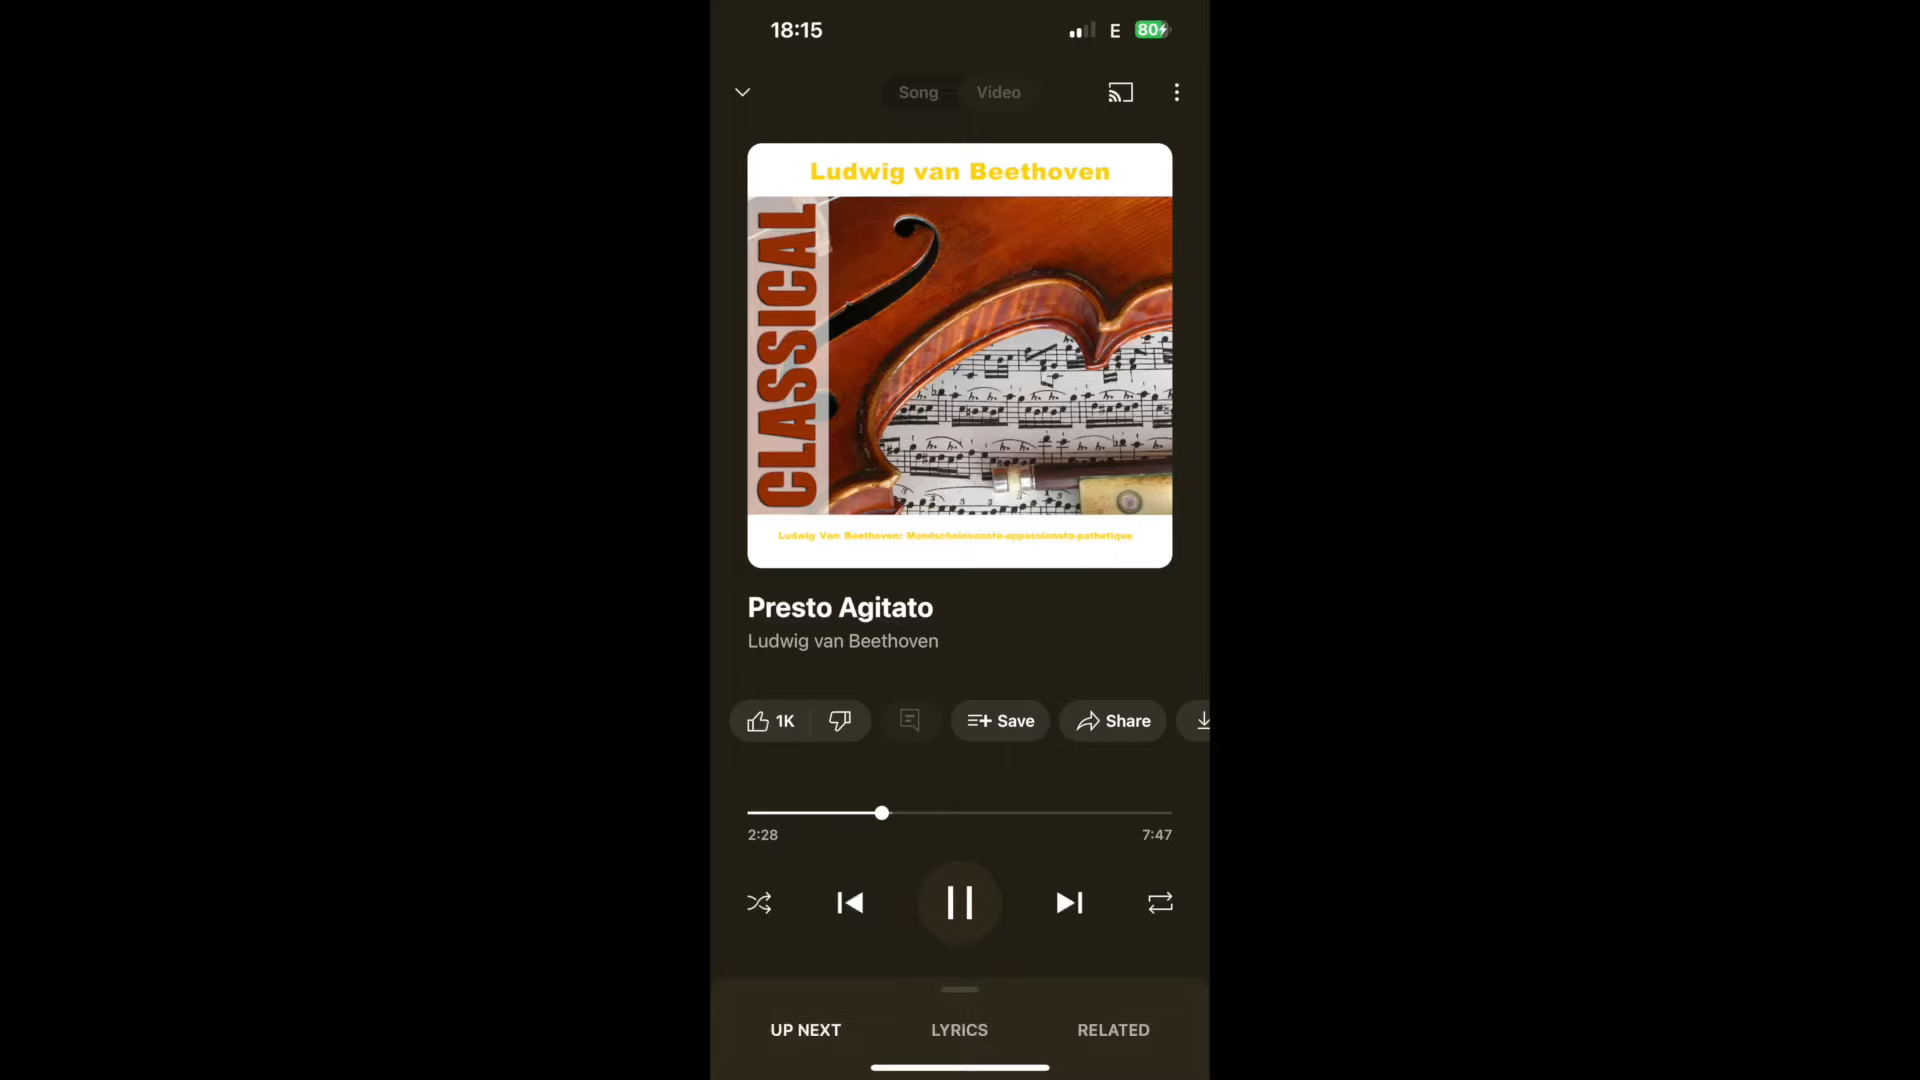 18:15
E 80
Song Video
Ludwig van Beethoven
CLASSICAL
Ludwig Van Beethoven: Mondscheinsonate-appassionata-pathetique
Presto Agitato
Ludwig van Beethoven
1K Save Share
2:28 7:47
UP NEXT LYRICS RELATED